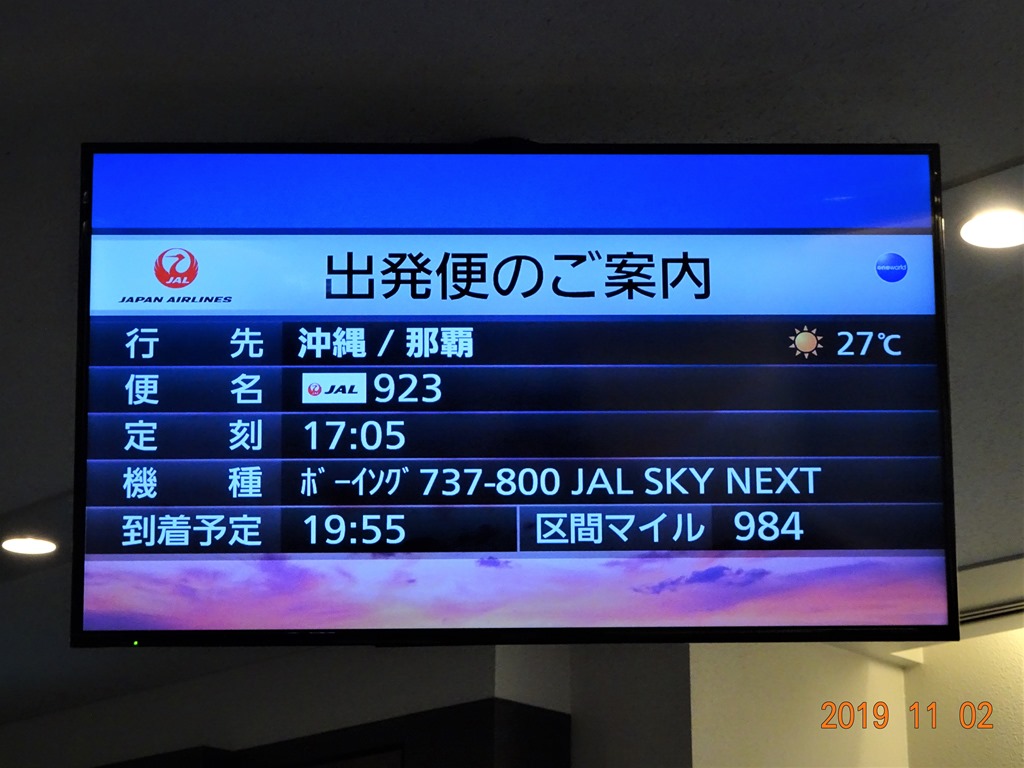 出発便のご案内
JAL
JAPAN AIRLINES
oneworld
行先 沖縄 / 那覇 27℃
便名 JAL 923
定刻 17:05
機種 ﾎﾞｰｲﾝｸﾞ 737-800 JAL SKY NEXT
到着予定 19:55 区間マイル 984
2019 11 02